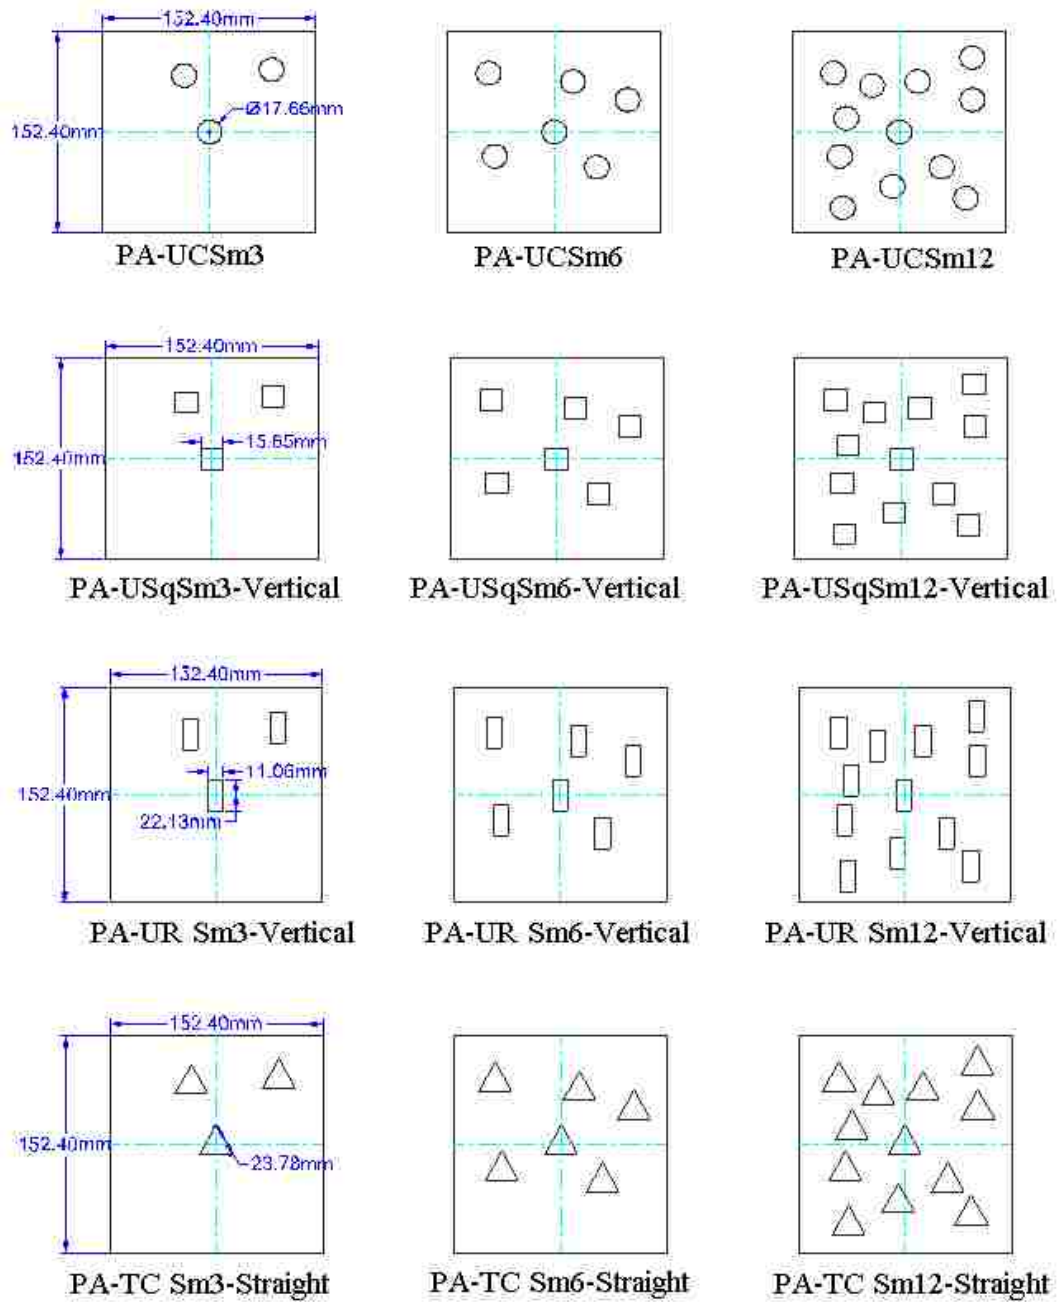 152.40mm
Ø17.66mm
152.40mm
PA-UCSm3
PA-UCSm6
PA-UCSm12
152.40mm
15.65mm
152.40mm
PA-USqSm3-Vertical
PA-USqSm6-Vertical
PA-USqSm12-Vertical
152.40mm
11.06mm
152.40mm
22.13mm
PA-UR Sm3-Vertical
PA-UR Sm6-Vertical
PA-UR Sm12-Vertical
152.40mm
152.40mm
23.78mm
PA-TC Sm3-Straight
PA-TC Sm6-Straight
PA-TC Sm12-Straight